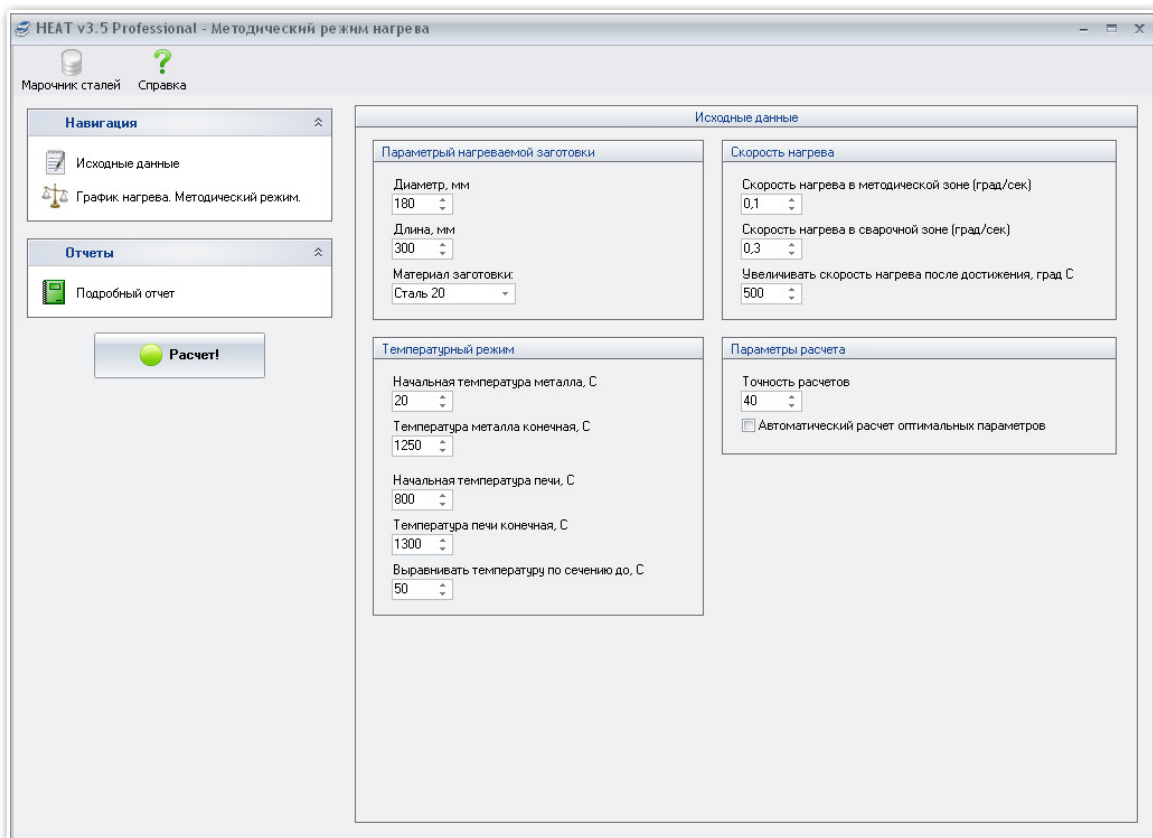 HEAT v3.5 Professional - Методический режим нагрева
Марочник сталей
Справка
Навигация
Исходные данные
График нагрева. Методический режим.
Отчеты
Подробный отчет
Расчет!
Исходные данные
Параметрый нагреваемой заготовки
Диаметр, мм
180
Длина, мм
300
Материал заготовки:
Сталь 20
Скорость нагрева
Скорость нагрева в методической зоне (град/сек)
0,1
Скорость нагрева в сварочной зоне (град/сек)
0,3
Увеличивать скорость нагрева после достижения, град С
500
Температурный режим
Начальная температура металла, С
20
Температура металла конечная, С
1250
Начальная температура печи, С
800
Температура печи конечная, С
1300
Выравнивать температуру по сечению до, С
50
Параметры расчета
Точность расчетов
40
Автоматический расчет оптимальных параметров